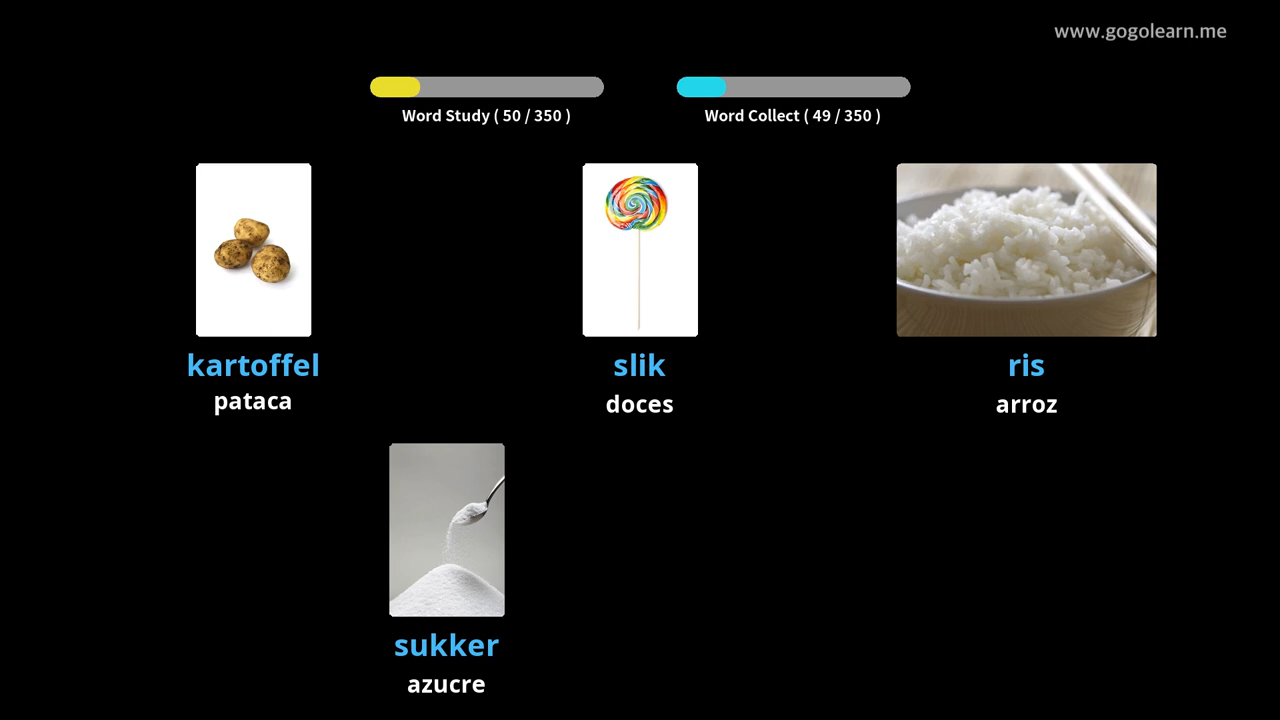 www.gogolearn.me
Word Study ( 50 / 350 )
Word Collect ( 49 / 350 )
kartoffel
pataca
slik
doces
ris
arroz
sukker
azucre